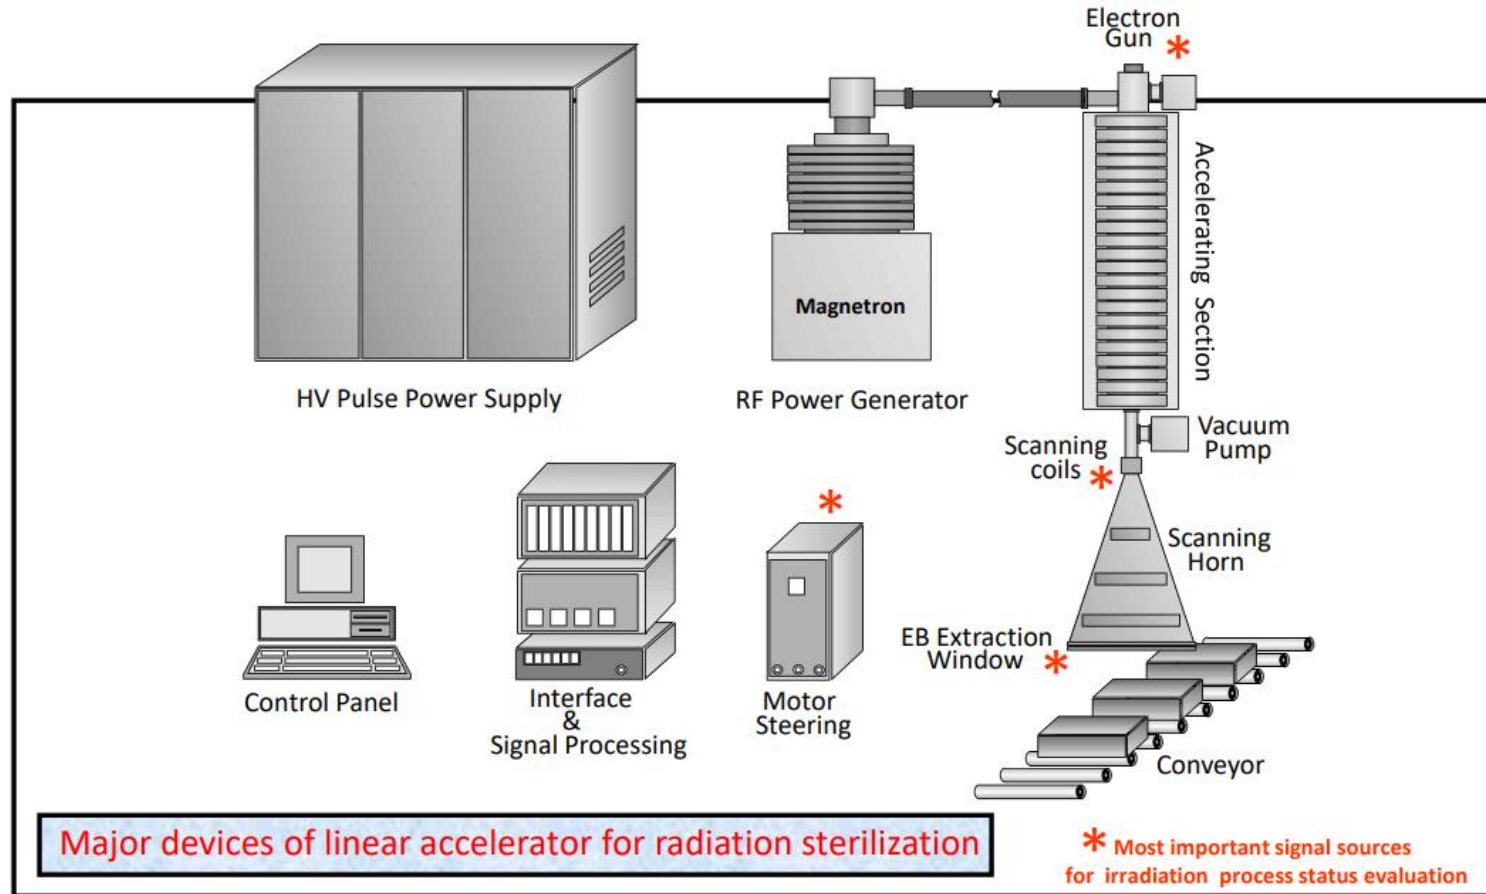 Electron
Gun *
Accelerating Section
Magnetron
HV Pulse Power Supply
RF Power Generator
Vacuum
Pump
Scanning
coils *
*
Scanning
Horn
EB Extraction
Window *
Control Panel
Interface
&
Signal Processing
Motor
Steering
Conveyor
Major devices of linear accelerator for radiation sterilization
* Most important signal sources
for irradiation process status evaluation